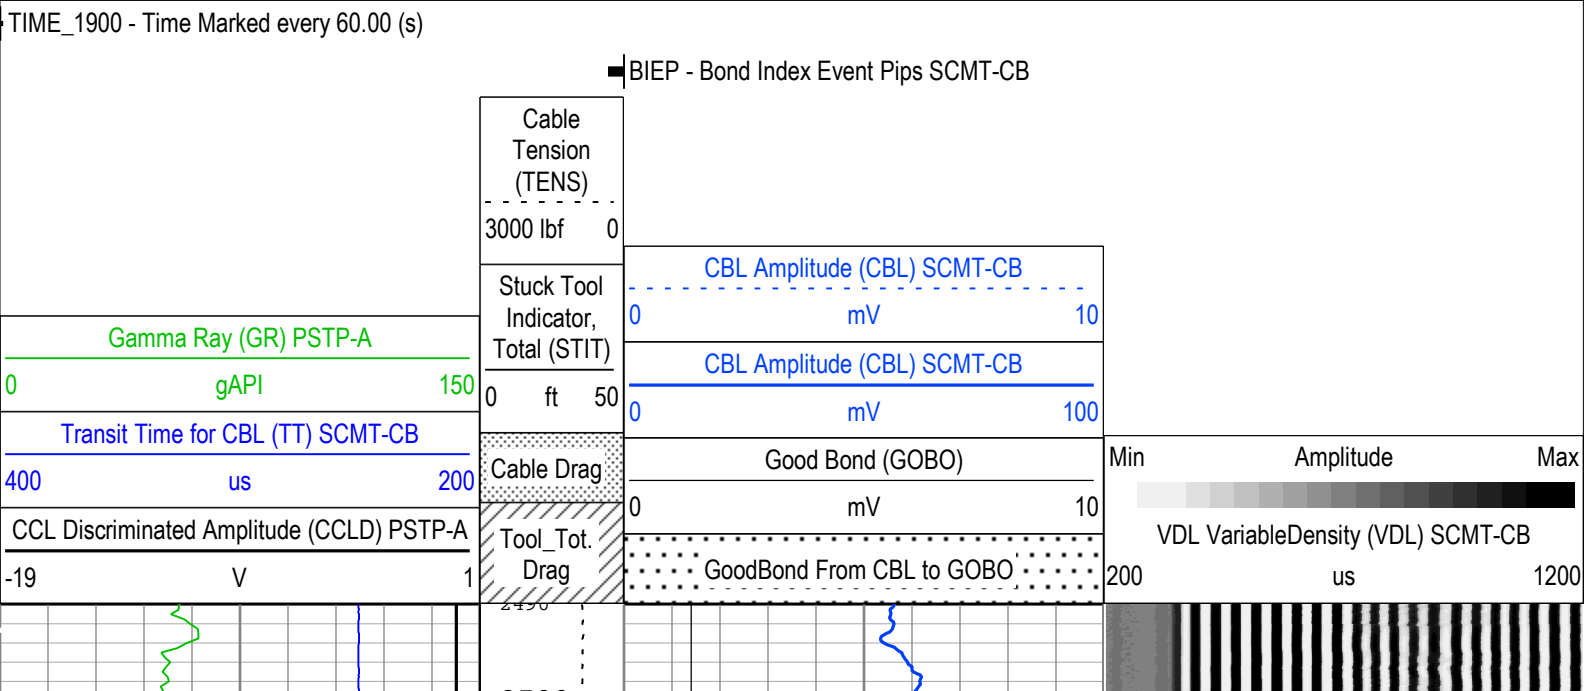 TIME_1900 - Time Marked every 60.00 (s)
BIEP - Bond Index Event Pips SCMT-CB
Cable
Tension
(TENS)
3000 lbf 0
Stuck Tool
Indicator,
Total (STIT)
0 ft 50
Cable Drag
Tool_Tot.
Drag
CBL Amplitude (CBL) SCMT-CB
0 mV 10
CBL Amplitude (CBL) SCMT-CB
0 mV 100
Good Bond (GOBO)
0 mV 10
GoodBond From CBL to GOBO
Gamma Ray (GR) PSTP-A
0 gAPI 150
Transit Time for CBL (TT) SCMT-CB
400 us 200
CCL Discriminated Amplitude (CCLD) PSTP-A
-19 V 1
Min Amplitude Max
VDL VariableDensity (VDL) SCMT-CB
200 us 1200